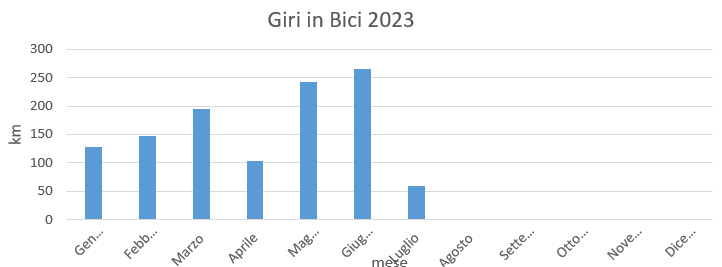 Giri in Bici 2023
300
250
200
150
100
50
0
km
Gen...
Febb...
Marzo
Aprile
Mag...
Giug...
Luglio
Agosto
Sette...
Otto...
Nove...
Dice...
mese